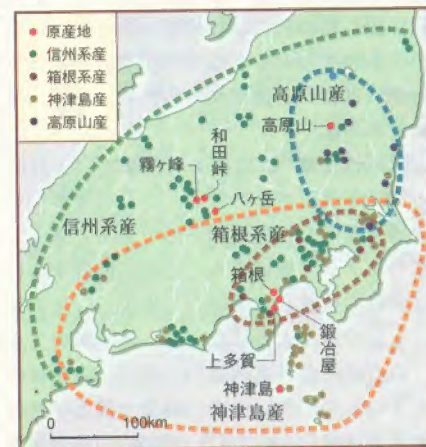 原産地
信州系産
箱根系産
神津島産
高原山産
高原山産
高原山
和田峠
霧ヶ峰
八ヶ岳
信州系産
箱根系産
箱根
鍛冶屋
上多賀
神津島
神津島産
0 100km